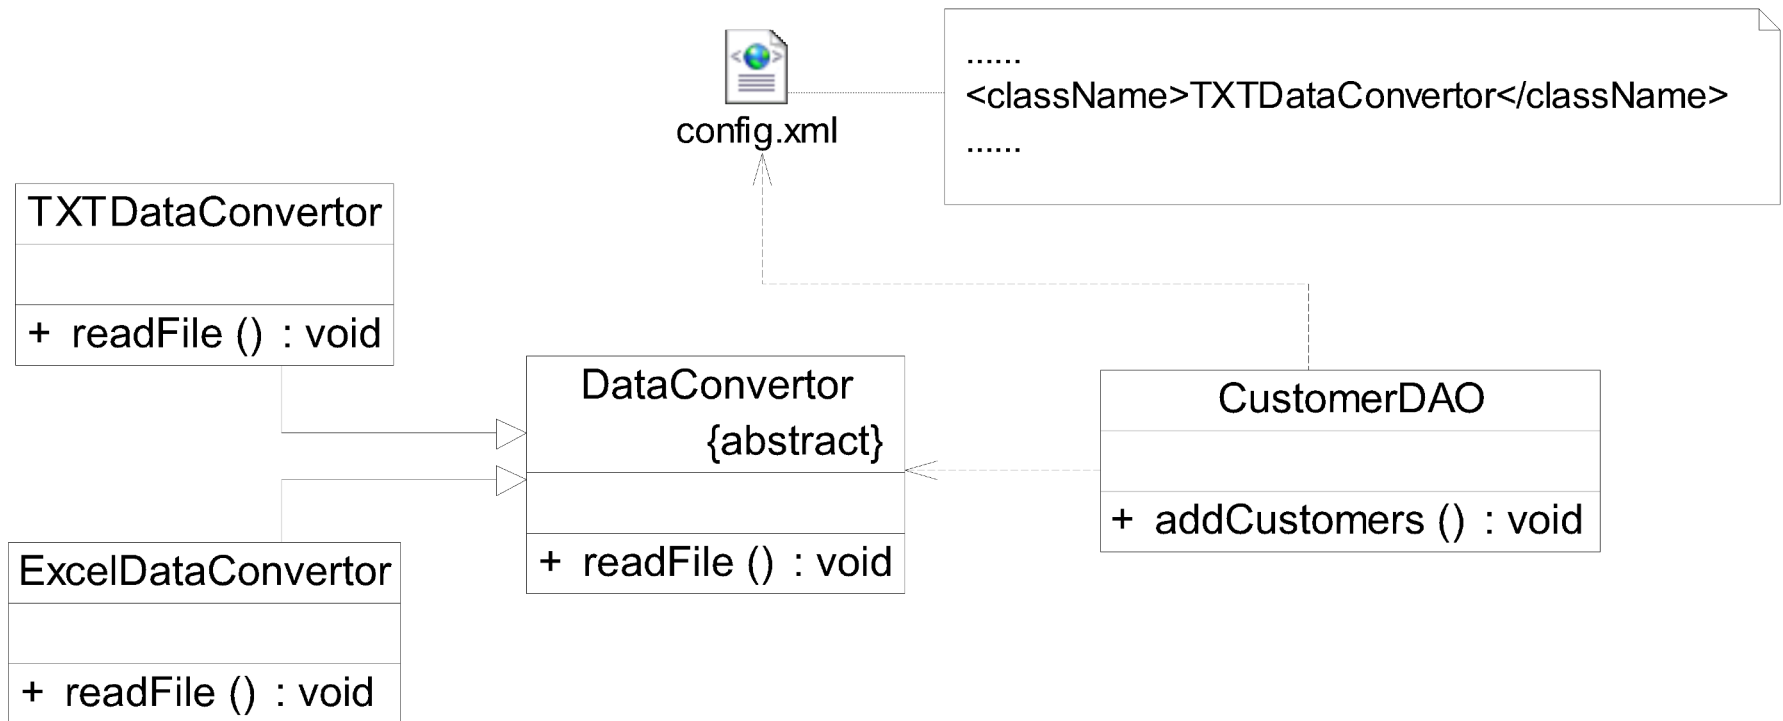 ......
<className>TXTDataConvertor</className>
......
config.xml
TXTDataConvertor
+ readFile () : void
DataConvertor
{abstract}
+ readFile () : void
CustomerDAO
+ addCustomers () : void
ExcelDataConvertor
+ readFile () : void